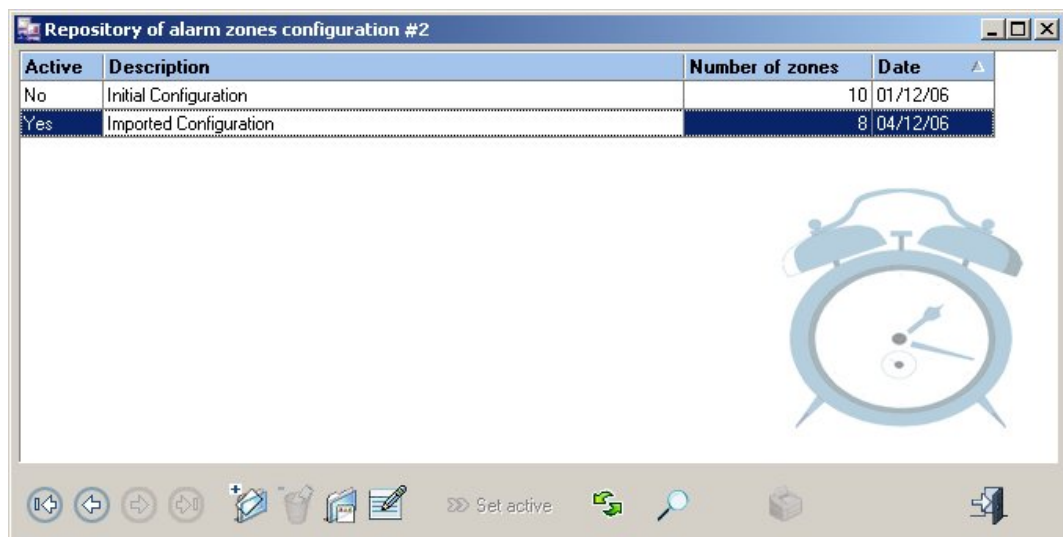 Repository of alarm zones configuration #2
Active Description Number of zones Date
No Initial Configuration 10 01/12/06
Yes Imported Configuration 8 04/12/06
Set active